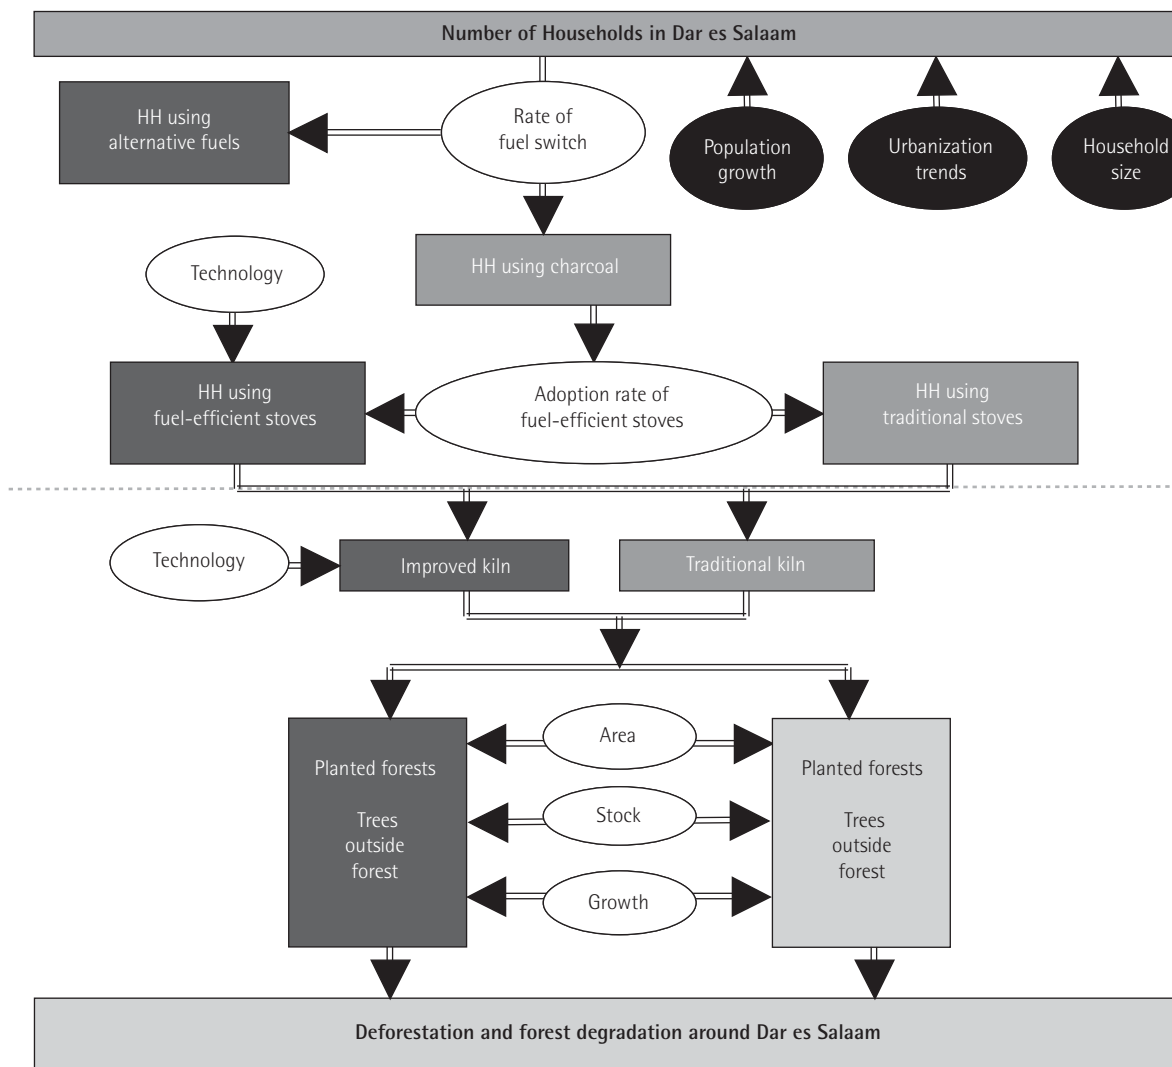 Number of Households in Dar es Salaam
HH using
alternative fuels
Rate of
fuel switch
Population
growth
Urbanization
trends
Household
size
HH using charcoal
Technology
HH using
fuel-efficient stoves
Adoption rate of
fuel-efficient stoves
HH using
traditional stoves
Technology
Improved kiln
Traditional kiln
Planted forests
Trees
outside
forest
Area
Stock
Growth
Planted forests
Trees
outside
forest
Deforestation and forest degradation around Dar es Salaam